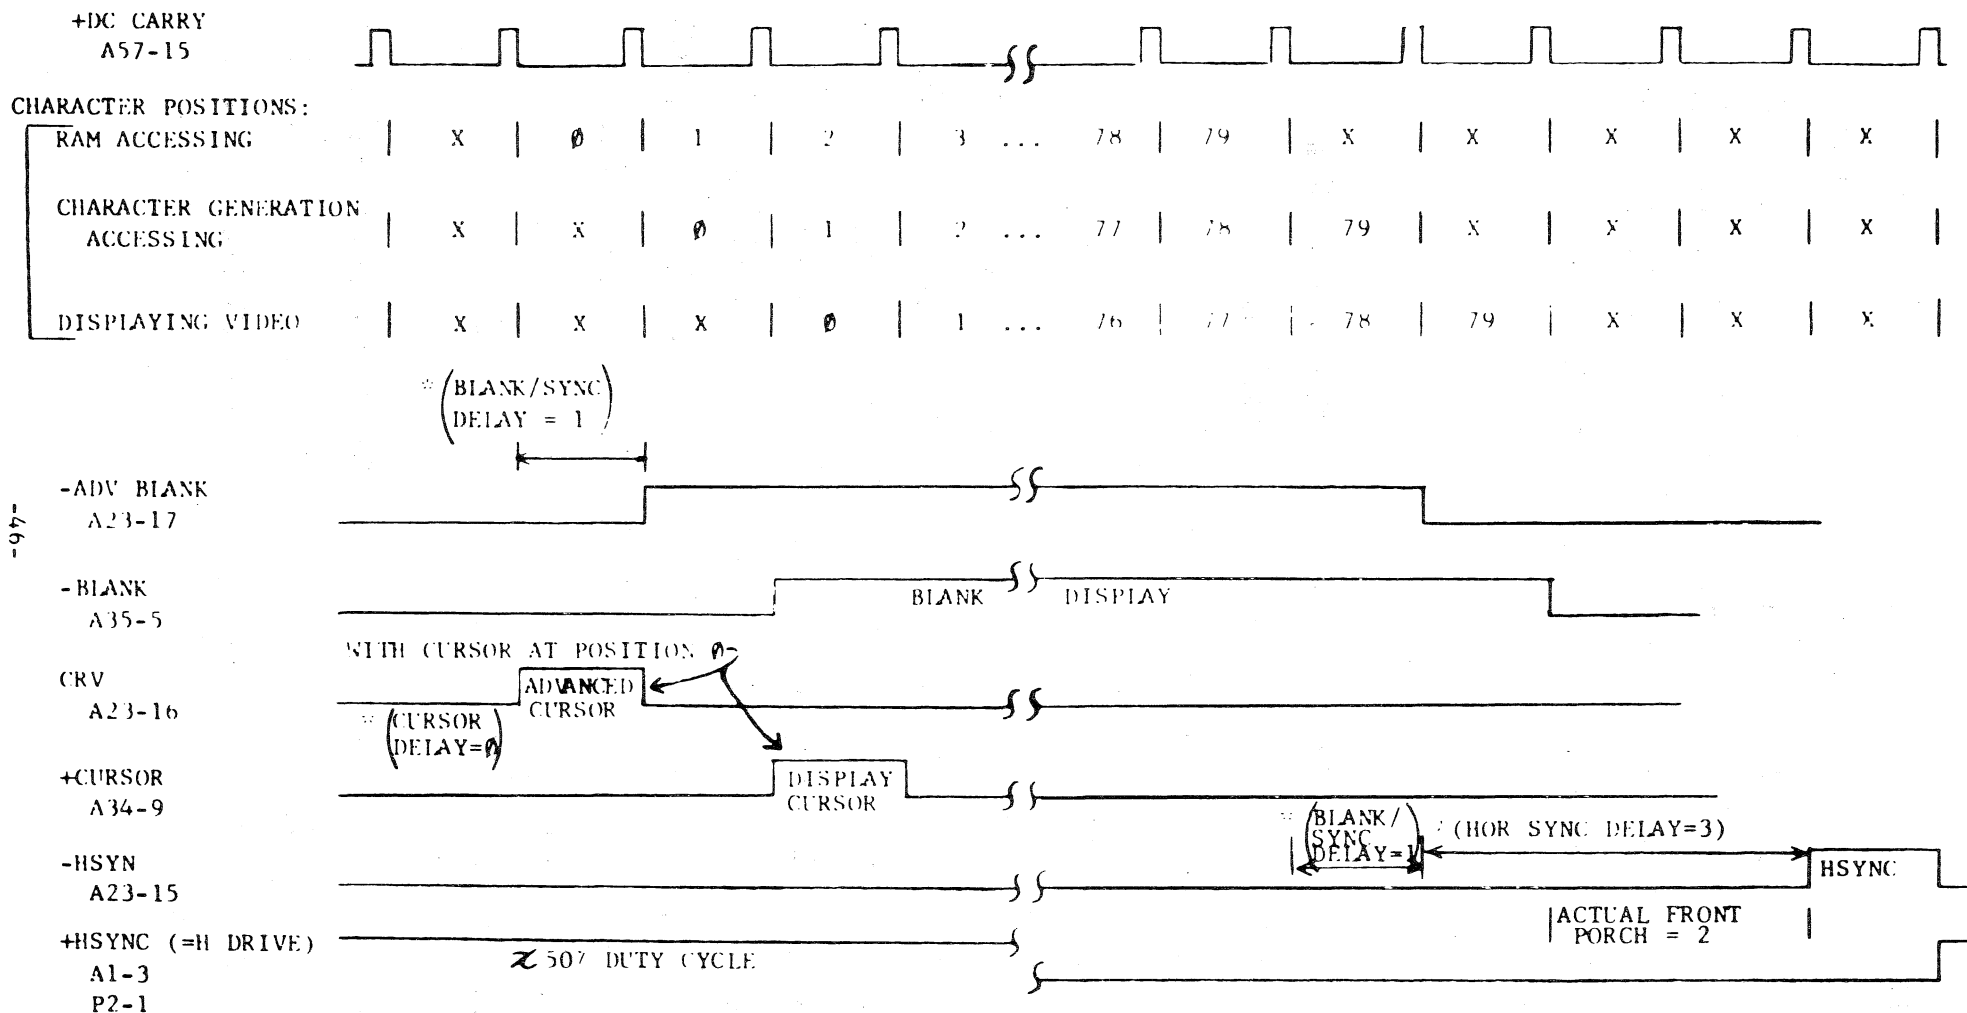 +DC CARRY
A57-15
CHARACTER POSITIONS:
RAM ACCESSING | X | Ø | 1 | 2 | 3 ... 78 | 79 | X | X | X | X | X |
CHARACTER GENERATION
ACCESSING | X | X | Ø | 1 | 2 ... 77 | 78 | 79 | X | X | X | X |
DISPLAYING VIDEO | X | X | X | Ø | 1 ... 76 | 77 | 78 | 79 | X | X | X |
* (BLANK/SYNC
DELAY = 1)
-ADV BLANK
A23-17
-46-
-BLANK
A35-5
BLANK DISPLAY
WITH CURSOR AT POSITION Ø
CRV
A23-16
ADVANCED
CURSOR
* (CURSOR
DELAY=Ø)
+CURSOR
A34-9
DISPLAY
CURSOR
* (BLANK/
SYNC
DELAY=1)
(HOR SYNC DELAY=3)
-HSYN
A23-15
HSYNC
ACTUAL FRONT
PORCH = 2
+HSYNC (=H DRIVE)
A1-3
P2-1
50% DUTY CYCLE